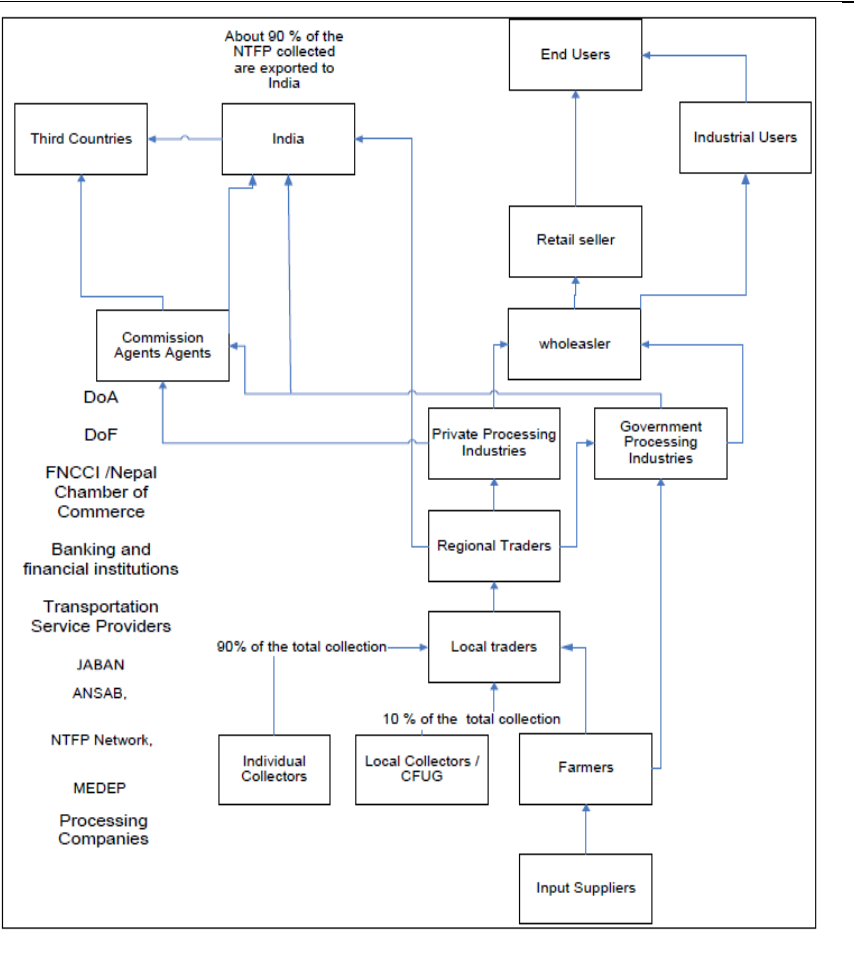 About 90 % of the
NTFP collected
are exported to
India
End Users
Third Countries
India
Industrial Users
Retail seller
Commission
Agents Agents
wholeasler
DoA
DoF
Private Processing
Industries
Government
Processing
Industries
FNCCI /Nepal
Chamber of
Commerce
Regional Traders
Banking and
financial institutions
Transportation
Service Providers
90% of the total collection
Local traders
JABAN
ANSAB,
10 % of the  total collection
NTFP Network,
Individual
Collectors
Local Collectors /
CFUG
Farmers
MEDEP
Processing
Companies
Input Suppliers